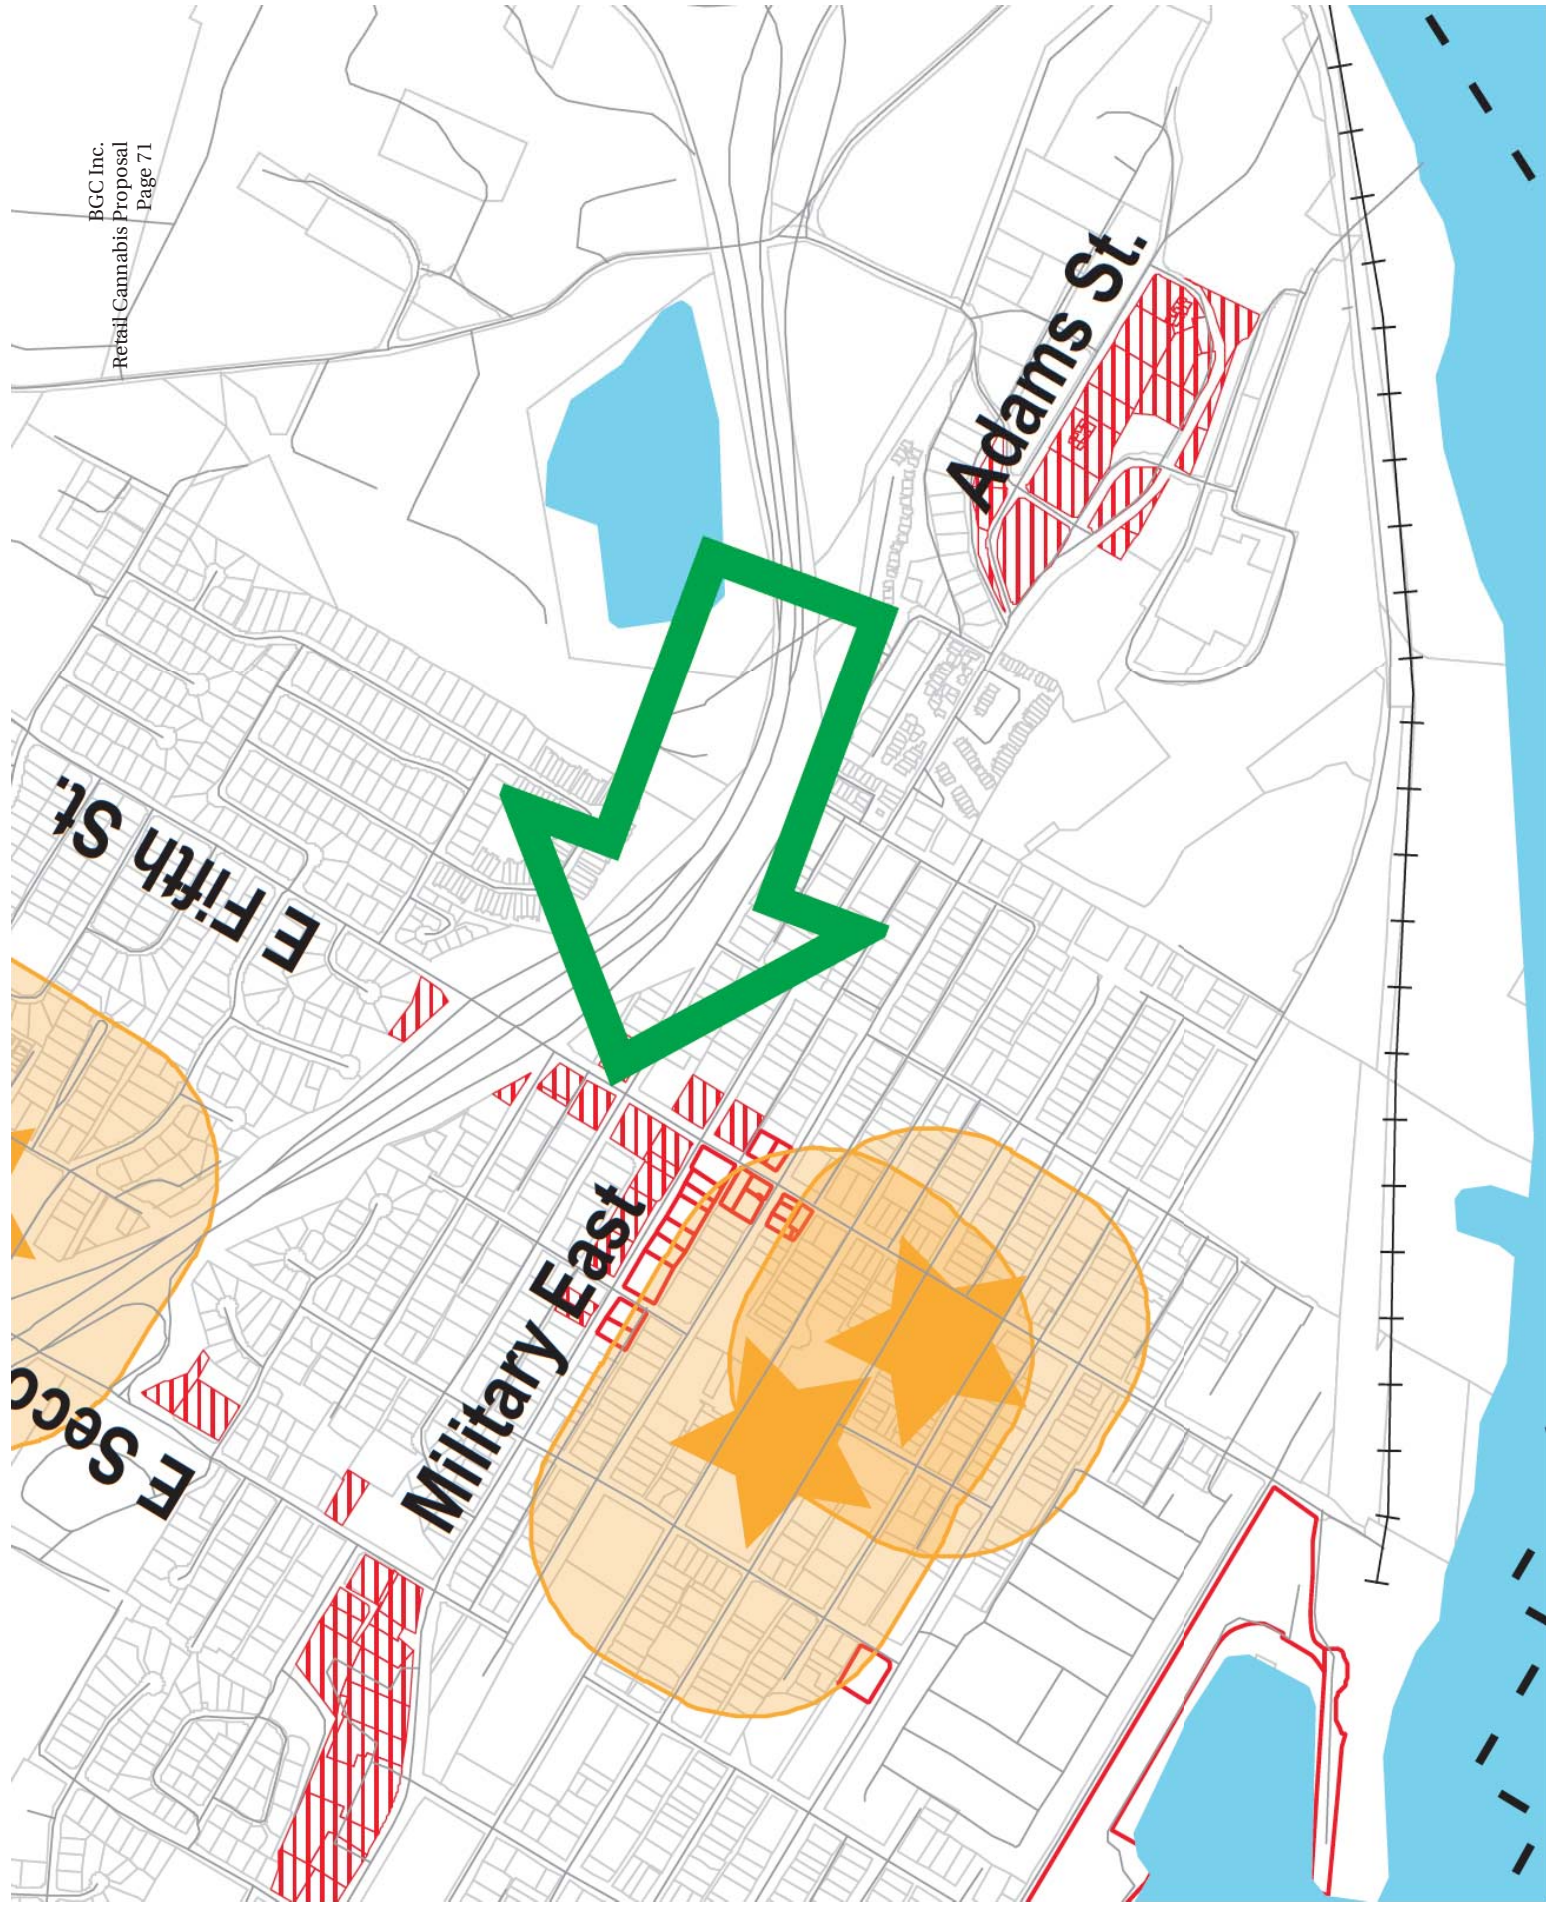 BGC Inc.
Retail Cannabis Proposal
Page 71
Adams St.
E Fifth St.
Military East
E Seco